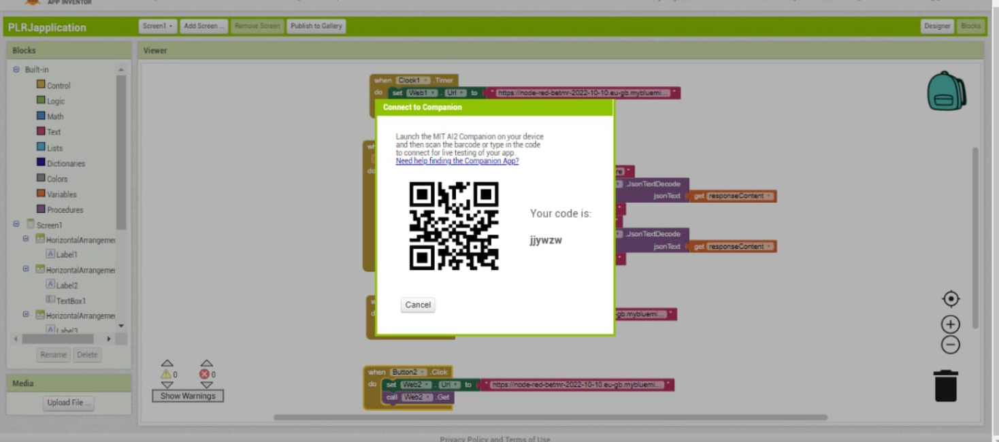 APP INVENTOR
PLRJapplication
Screen1
Add Screen ...
Remove Screen
Publish to Gallery
Designer
Blocks
Blocks
Viewer
Built-in
Control
Logic
Math
Text
Lists
Dictionaries
Colors
Variables
Procedures
Screen1
HorizontalArrangemen
Label1
HorizontalArrangemen
Label2
TextBox1
HorizontalArrangemen
Label3
Rename
Delete
Media
Upload File ...
when Clock1 .Timer
do set Web1 . Url to " https://node-red-betmr-2022-10-10.eu-gb.mybluemi... "
Connect to Companion
Launch the MIT AI2 Companion on your device
and then scan the barcode or type in the code
to connect for live testing of your app.
Need help finding the Companion App?
Your code is:
jjywzw
Cancel
do
.JsonTextDecode
jsonText get responseContent
.JsonTextDecode
jsonText get responseContent
gb.mybluemi... "
when Button2 .Click
do set Web2 . Url to " https://node-red-betmr-2022-10-10.eu-gb.mybluemi... "
call Web2 .Get
0
0
Show Warnings
Privacy Policy and Terms of Use